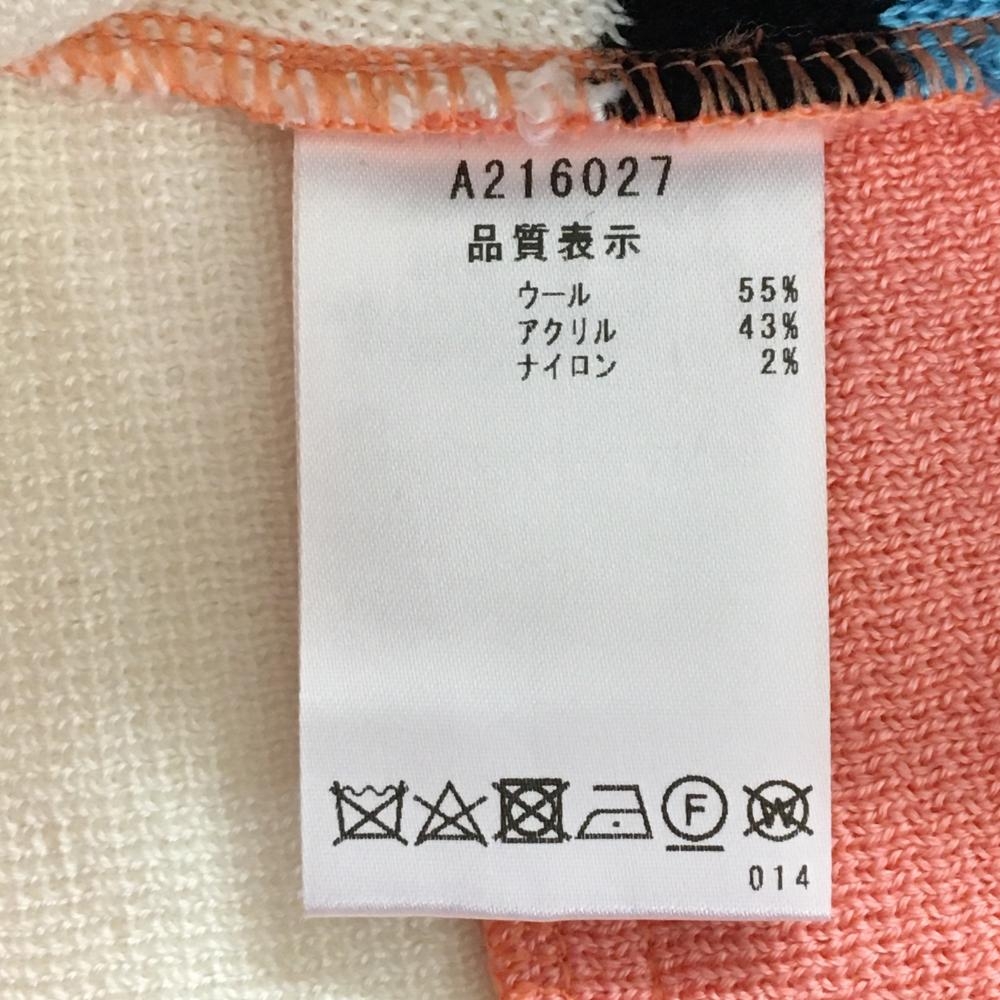 A216027
品質表示
ウール 55%
アクリル 43%
ナイロン 2%
F W
014